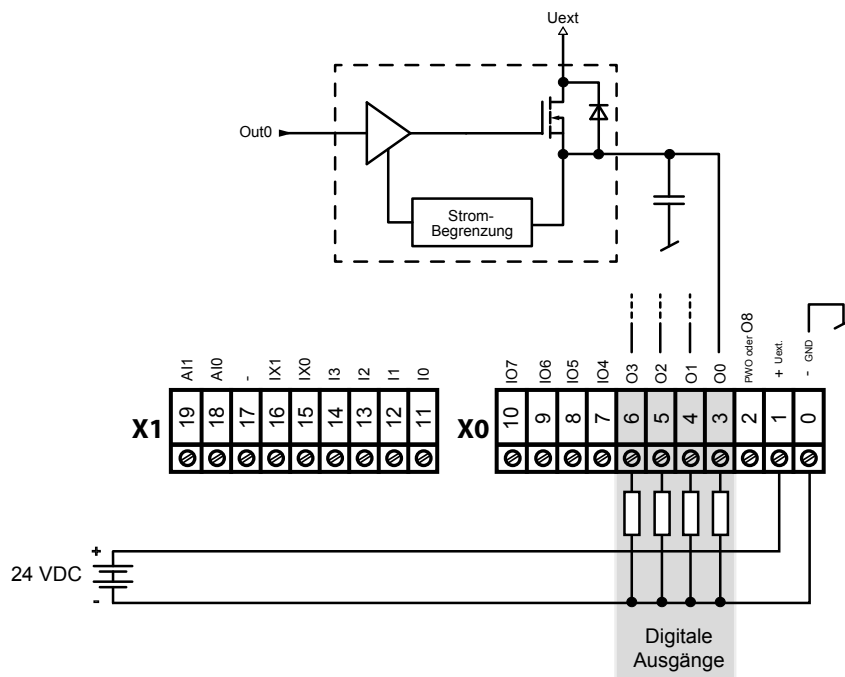 Uext
Out0
Strom-
Begrenzung
AI1
AI0
-
IX1
IX0
I3
I2
I1
I0
IO7
IO6
IO5
IO4
O3
O2
O1
O0
PWO oder O8
+ Uext.
- GND
X1
19
18
17
16
15
14
13
12
11
X0
10
9
8
7
6
5
4
3
2
1
0
+
24 VDC
-
Digitale
Ausgänge